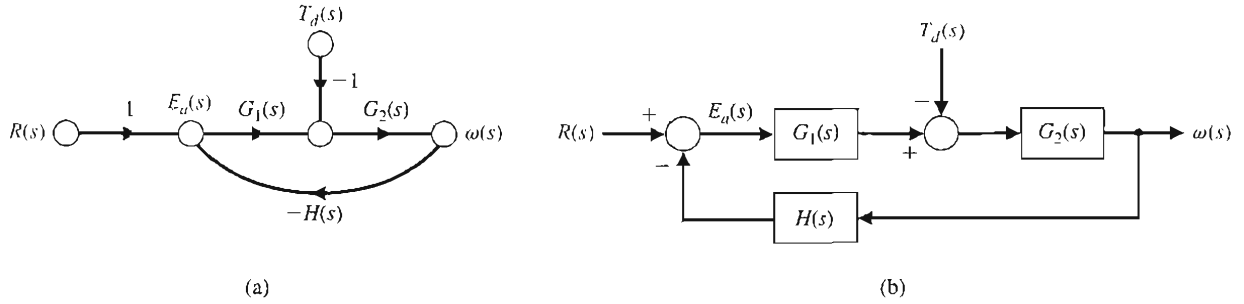 T_d(s)
-1
1
E_a(s)
G_1(s)
G_2(s)
R(s)
ω(s)
-H(s)
(a)
T_d(s)
-
+
E_a(s)
R(s)
G_1(s)
+
G_2(s)
ω(s)
-
H(s)
(b)